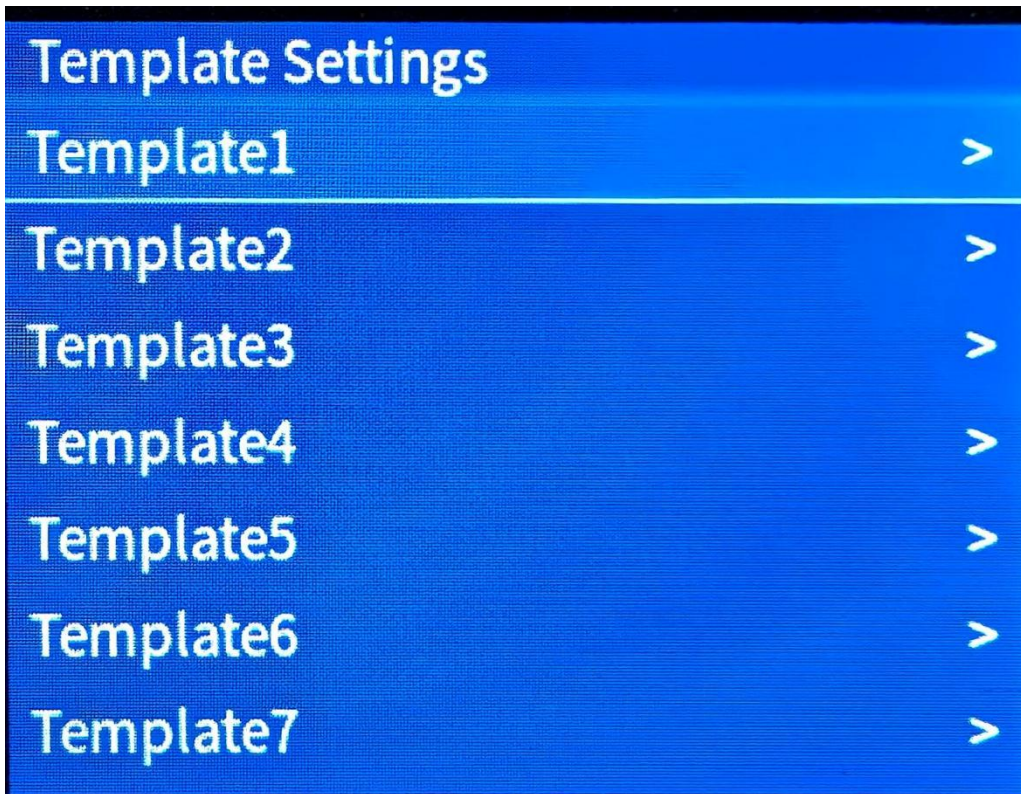 Template Settings
Template1 >
Template2 >
Template3 >
Template4 >
Template5 >
Template6 >
Template7 >